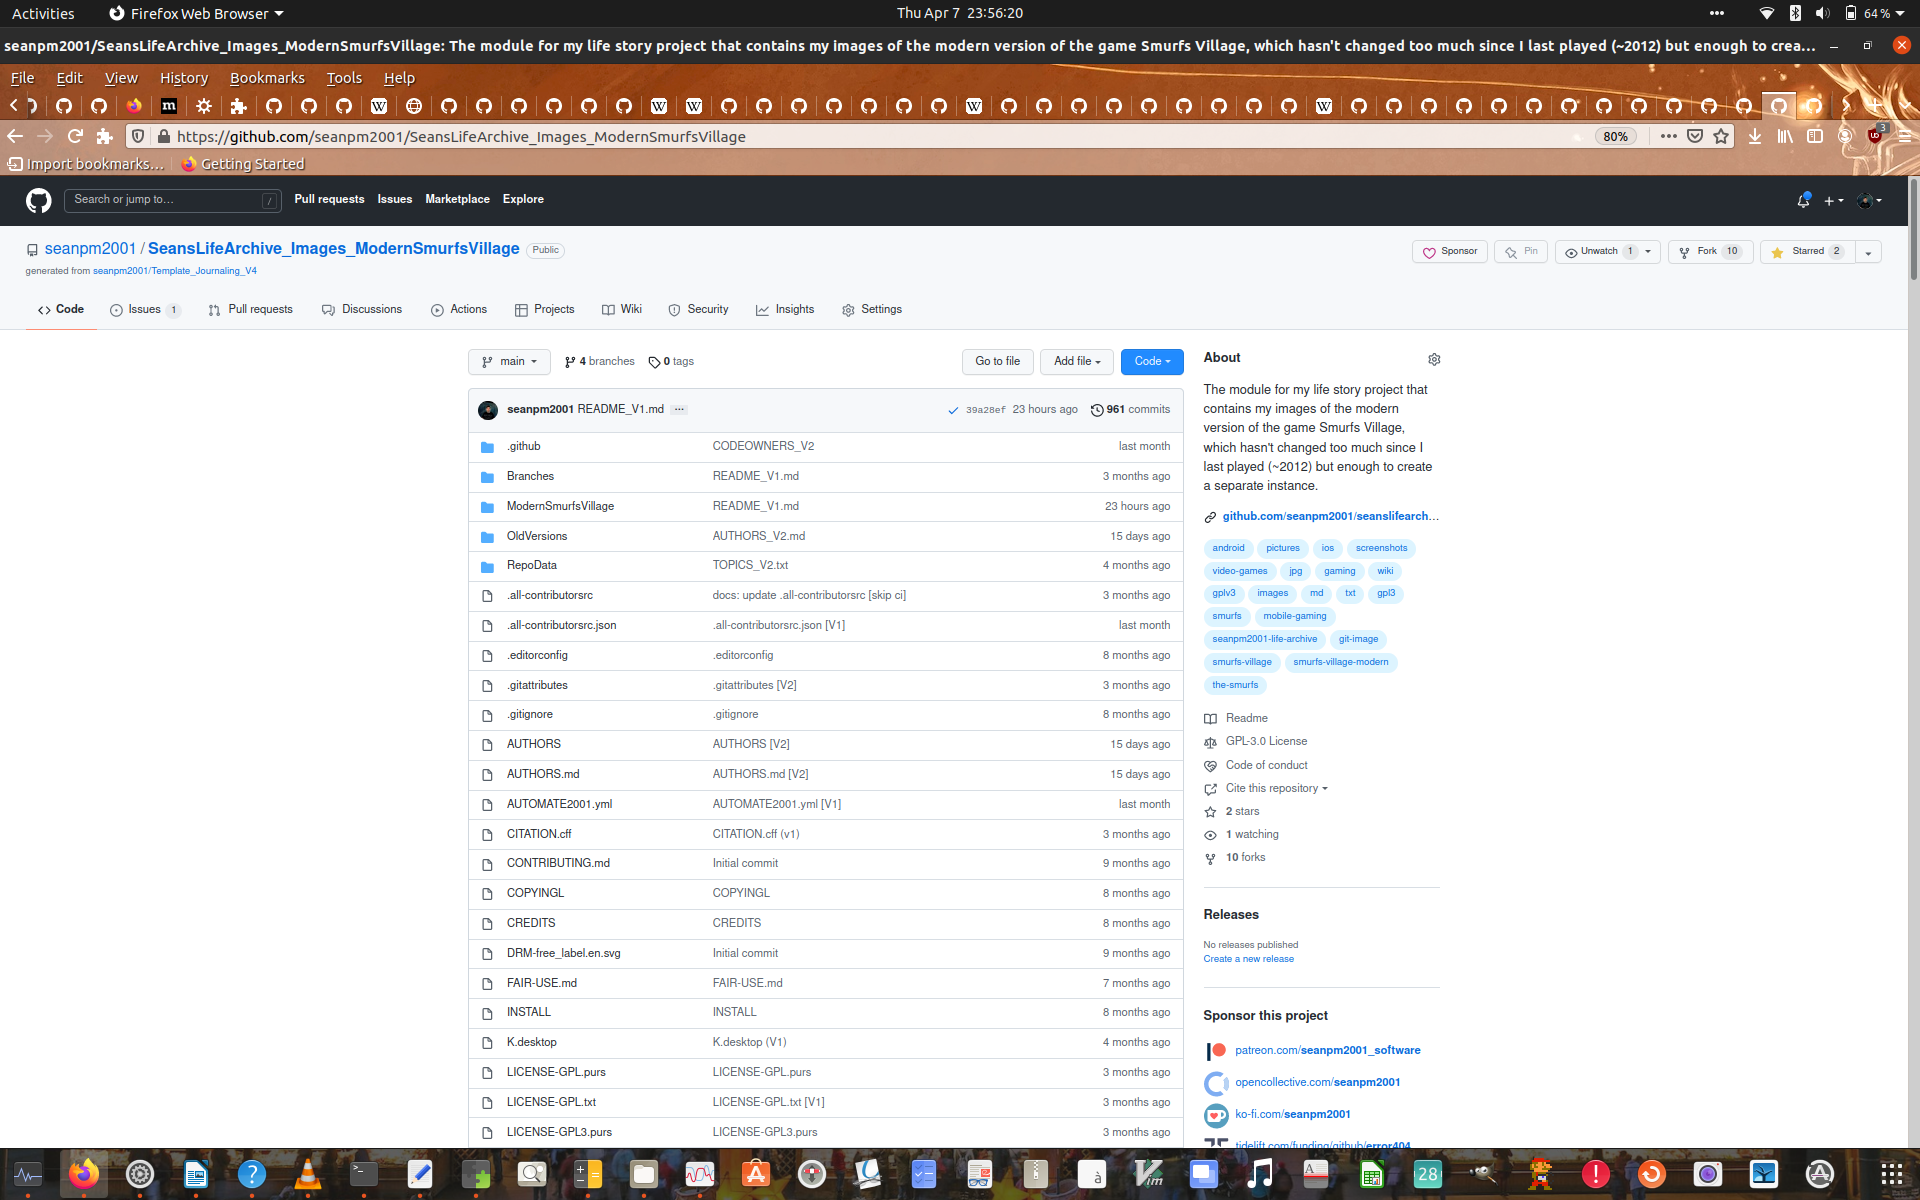 Activities Firefox Web Browser Thu Apr 7 23:56:20 64 %
seanpm2001/SeansLifeArchive_Images_ModernSmurfsVillage: The module for my life story project that contains my images of the modern version of the game Smurfs Village, which hasn't changed too much since I last played (~2012) but enough to crea...
File Edit View History Bookmarks Tools Help
https://github.com/seanpm2001/SeansLifeArchive_Images_ModernSmurfsVillage 80% 3
Import bookmarks... Getting Started
Search or jump to... / Pull requests Issues Marketplace Explore
seanpm2001 / SeansLifeArchive_Images_ModernSmurfsVillage Public Sponsor Pin Unwatch 1 Fork 10 Starred 2
generated from seanpm2001/Template_Journaling_V4
Code Issues 1 Pull requests Discussions Actions Projects Wiki Security Insights Settings
main 4 branches 0 tags Go to file Add file Code
seanpm2001 README_V1.md ... 39a28ef 23 hours ago 961 commits
.github CODEOWNERS_V2 last month
Branches README_V1.md 3 months ago
ModernSmurfsVillage README_V1.md 23 hours ago
OldVersions AUTHORS_V2.md 15 days ago
RepoData TOPICS_V2.txt 4 months ago
.all-contributorsrc docs: update .all-contributorsrc [skip ci] 3 months ago
.all-contributorsrc.json .all-contributorsrc.json [V1] last month
.editorconfig .editorconfig 8 months ago
.gitattributes .gitattributes [V2] 3 months ago
.gitignore .gitignore 8 months ago
AUTHORS AUTHORS [V2] 15 days ago
AUTHORS.md AUTHORS.md [V2] 15 days ago
AUTOMATE2001.yml AUTOMATE2001.yml [V1] last month
CITATION.cff CITATION.cff (v1) 3 months ago
CONTRIBUTING.md Initial commit 9 months ago
COPYINGL COPYINGL 8 months ago
CREDITS CREDITS 8 months ago
DRM-free_label.en.svg Initial commit 9 months ago
FAIR-USE.md FAIR-USE.md 7 months ago
INSTALL INSTALL 8 months ago
K.desktop K.desktop (V1) 4 months ago
LICENSE-GPL.purs LICENSE-GPL.purs 3 months ago
LICENSE-GPL.txt LICENSE-GPL.txt [V1] 3 months ago
LICENSE-GPL3.purs LICENSE-GPL3.purs 3 months ago
About
The module for my life story project that
contains my images of the modern
version of the game Smurfs Village,
which hasn't changed too much since I
last played (~2012) but enough to create
a separate instance.
github.com/seanpm2001/seanslifearch...
android pictures ios screenshots
video-games jpg gaming wiki
gplv3 images md txt gpl3
smurfs mobile-gaming
seanpm2001-life-archive git-image
smurfs-village smurfs-village-modern
the-smurfs
Readme
GPL-3.0 License
Code of conduct
Cite this repository
2 stars
1 watching
10 forks
Releases
No releases published
Create a new release
Sponsor this project
patreon.com/seanpm2001_software
opencollective.com/seanpm2001
ko-fi.com/seanpm2001
tidelift.com/funding/github/error404
28